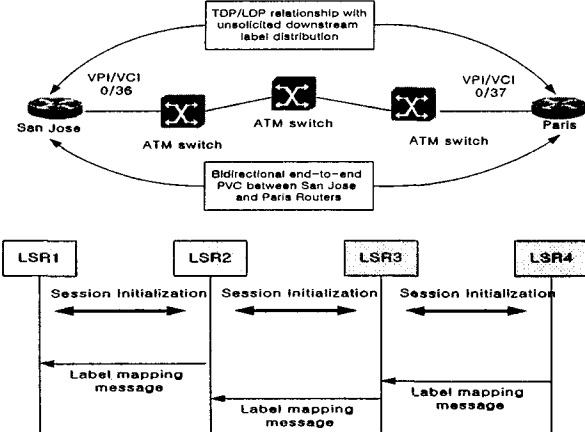 TDP/LDP relationship with
unsolicited downstream
label distribution
VPI/VCI
0/36
VPI/VCI
0/37
San Jose
ATM switch
ATM switch
ATM switch
Paris
Bidirectional end-to-end
PVC between San Jose
and Paris Routers
LSR1
LSR2
LSR3
LSR4
Session Initialization
Session Initialization
Session Initialization
Label mapping
message
Label mapping
message
Label mapping
message